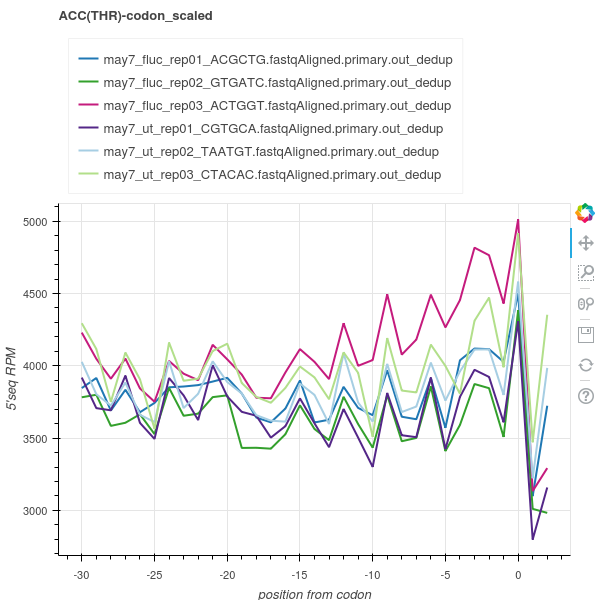 ACC(THR)-codon_scaled
may7_fluc_rep01_ACGCTG.fastqAligned.primary.out_dedup
may7_fluc_rep02_GTGATC.fastqAligned.primary.out_dedup
may7_fluc_rep03_ACTGGT.fastqAligned.primary.out_dedup
may7_ut_rep01_CGTGCA.fastqAligned.primary.out_dedup
may7_ut_rep02_TAATGT.fastqAligned.primary.out_dedup
may7_ut_rep03_CTACAC.fastqAligned.primary.out_dedup
5000
4500
4000
3500
3000
5'seq RPM
-30 -25 -20 -15 -10 -5 0
position from codon